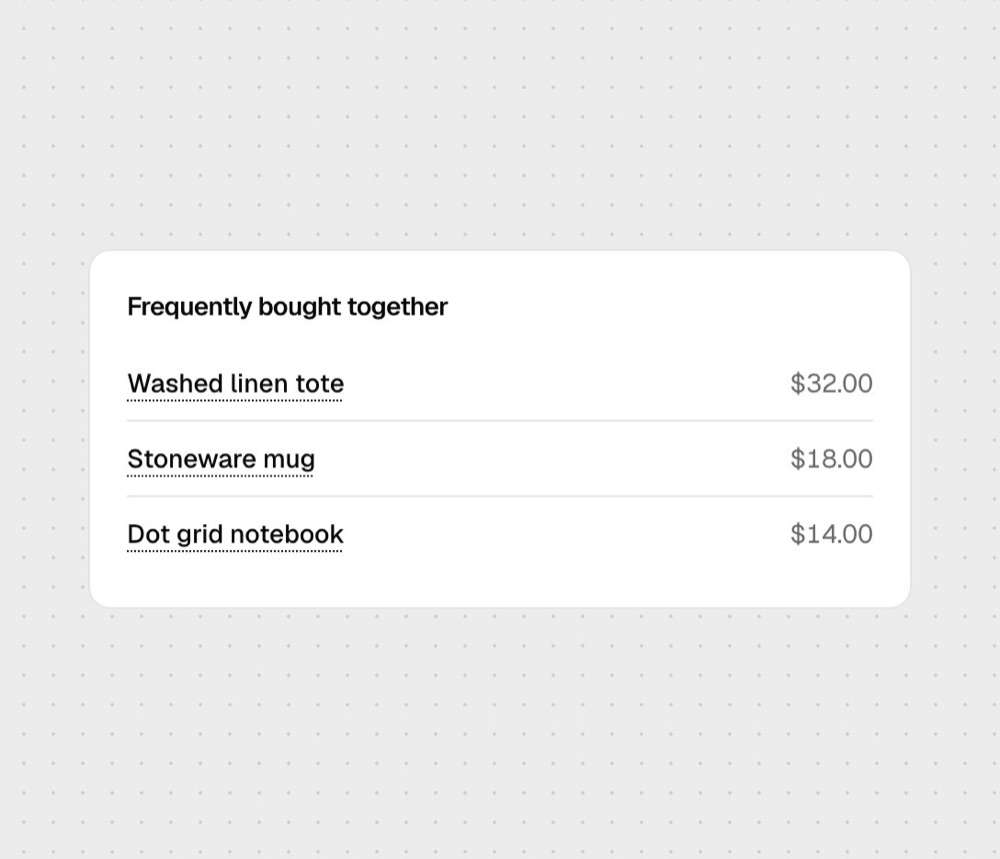 Frequently bought together
Washed linen tote $32.00
Stoneware mug $18.00
Dot grid notebook $14.00